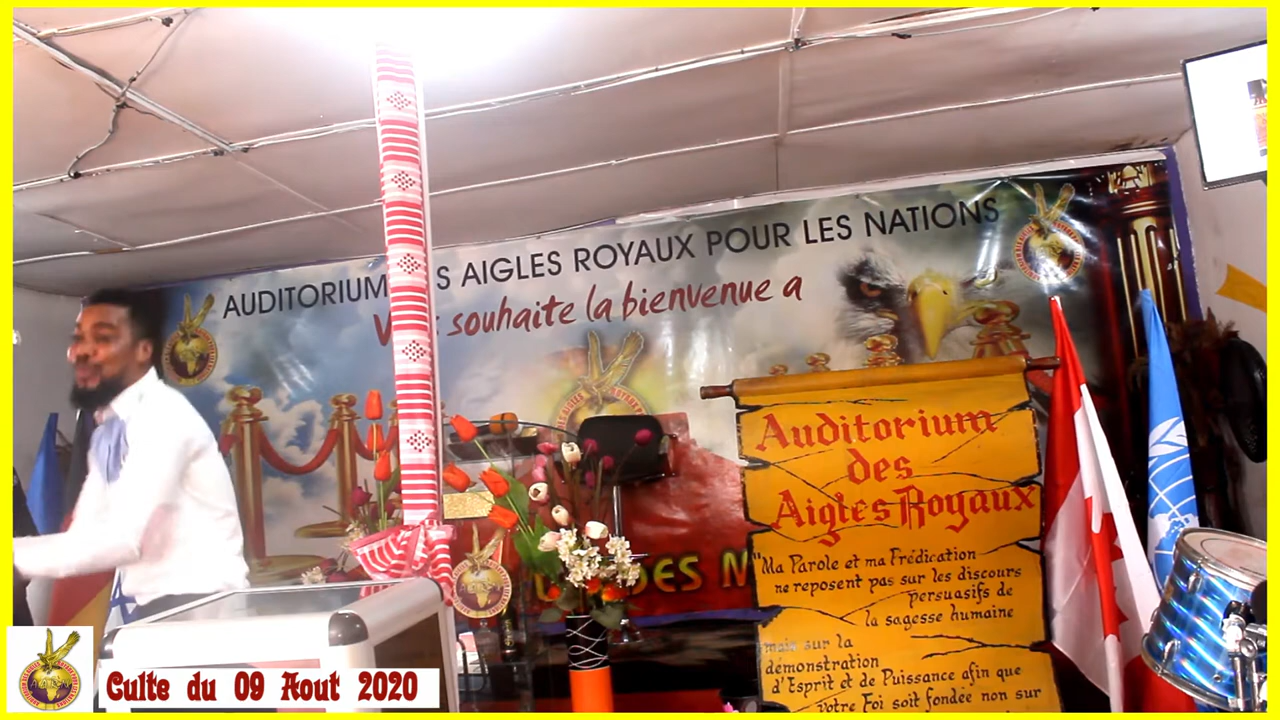 AUDITORIUM S AIGLES ROYAUX POUR LES NATIONS
souhaite la bienvenue a
DES
Auditorium
des
Aigles Royaux
"Ma Parole et ma Prédication
ne reposent pas sur les discours
persuasifs de
la sagesse humaine
mais sur la
démonstration
d'Esprit et de Puissance afin que
votre Foi soit fondée non sur
Culte du 09 Aout 2020